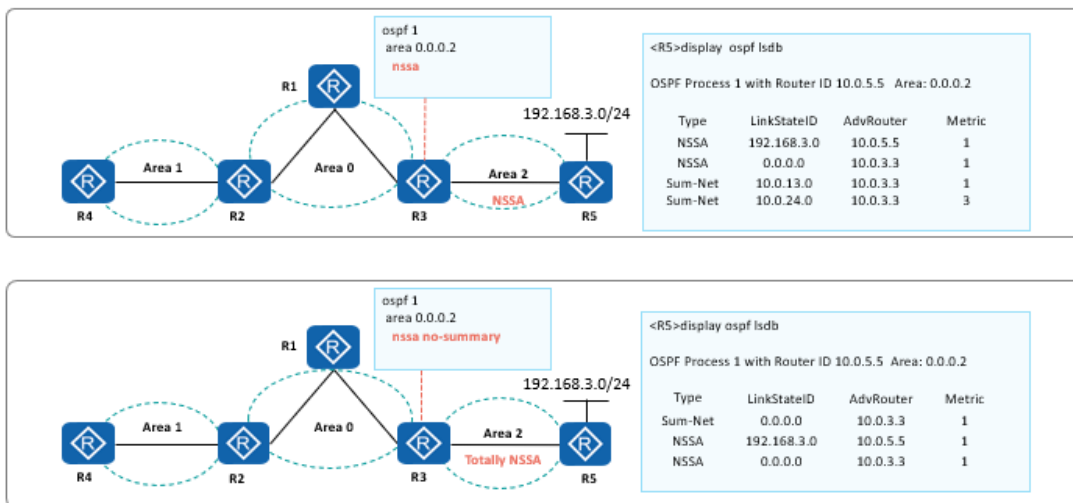 ospf 1
area 0.0.0.2
nssa
R1
192.168.3.0/24
Area 1
Area 0
Area 2
NSSA
R4
R2
R3
R5
<R5>display ospf lsdb
OSPF Process 1 with Router ID 10.0.5.5 Area: 0.0.0.2
Type LinkStateID AdvRouter Metric
NSSA 192.168.3.0 10.0.5.5 1
NSSA 0.0.0.0 10.0.3.3 1
Sum-Net 10.0.13.0 10.0.3.3 1
Sum-Net 10.0.24.0 10.0.3.3 3
ospf 1
area 0.0.0.2
nssa no-summary
R1
192.168.3.0/24
Area 1
Area 0
Area 2
Totally NSSA
R4
R2
R3
R5
<R5>display ospf lsdb
OSPF Process 1 with Router ID 10.0.5.5 Area: 0.0.0.2
Type LinkStateID AdvRouter Metric
Sum-Net 0.0.0.0 10.0.3.3 1
NSSA 192.168.3.0 10.0.5.5 1
NSSA 0.0.0.0 10.0.3.3 1